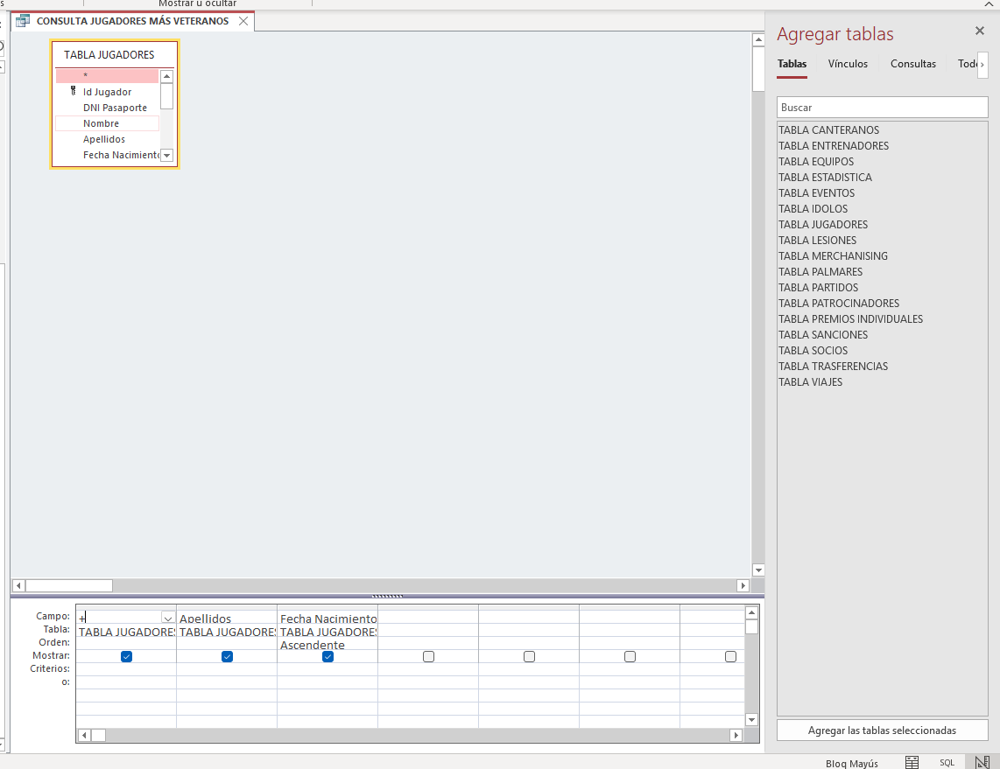 Mostrar u ocultar
CONSULTA JUGADORES MÁS VETERANOS
TABLA JUGADORES
*
Id Jugador
DNI Pasaporte
Nombre
Apellidos
Fecha Nacimiento
Agregar tablas
Tablas Vínculos Consultas Tod
Buscar
TABLA CANTERANOS
TABLA ENTRENADORES
TABLA EQUIPOS
TABLA ESTADISTICA
TABLA EVENTOS
TABLA IDOLOS
TABLA JUGADORES
TABLA LESIONES
TABLA MERCHANISING
TABLA PALMARES
TABLA PARTIDOS
TABLA PATROCINADORES
TABLA PREMIOS INDIVIDUALES
TABLA SANCIONES
TABLA SOCIOS
TABLA TRASFERENCIAS
TABLA VIAJES
Agregar las tablas seleccionadas
Campo: + Apellidos Fecha Nacimiento
Tabla: TABLA JUGADORES TABLA JUGADORES TABLA JUGADORES
Orden: Ascendente
Mostrar:
Criterios:
o:
Bloq Mayús SQL